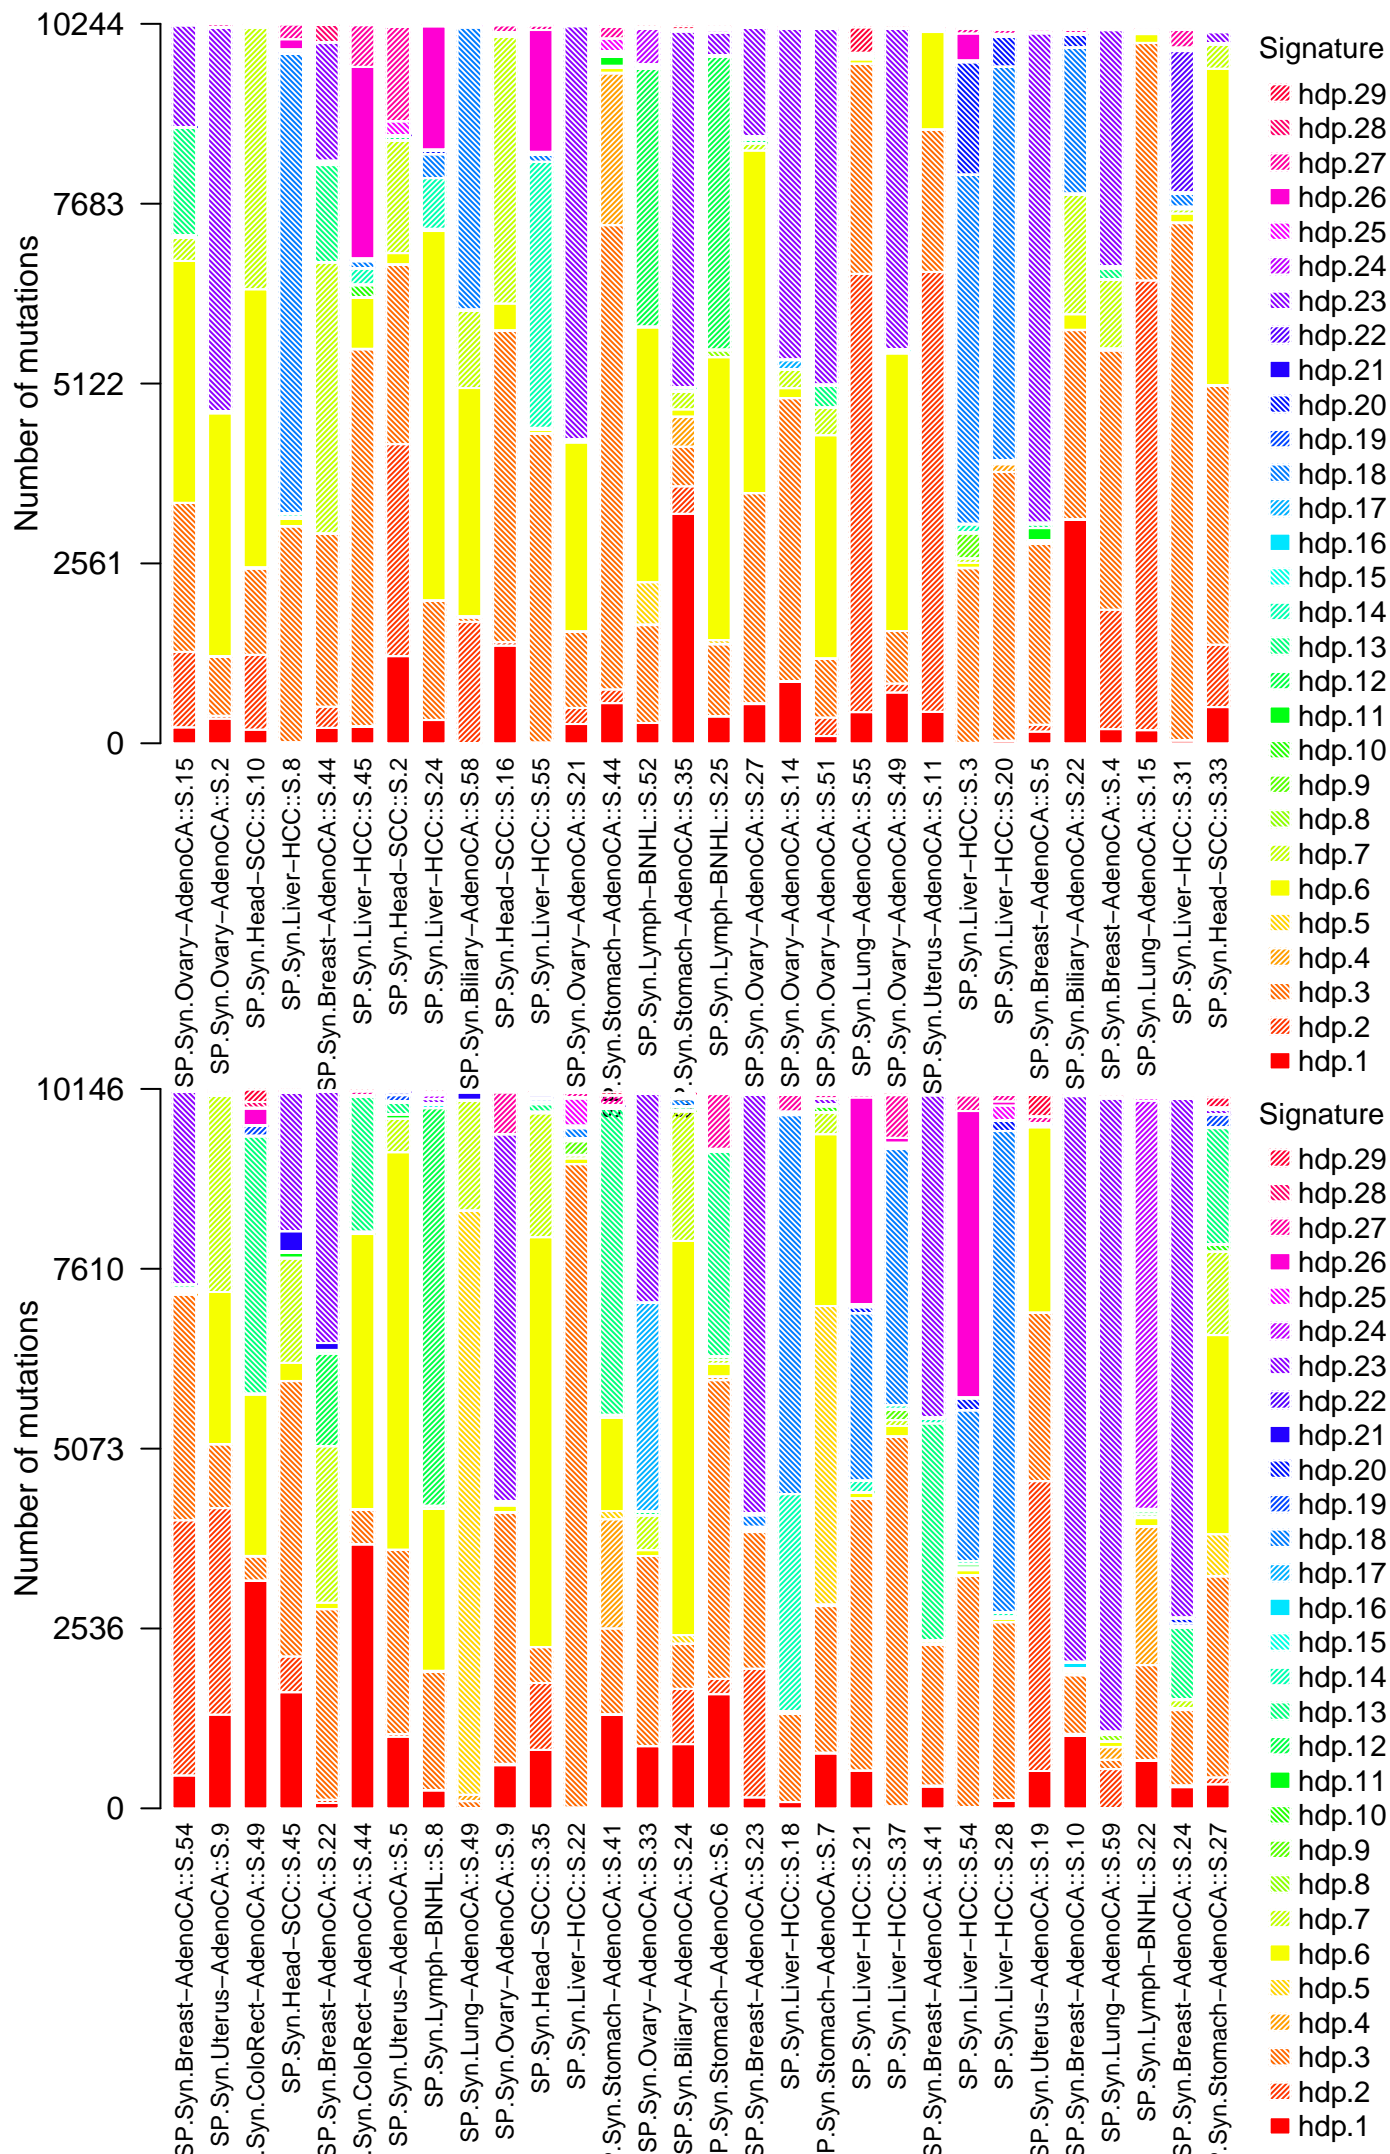 10244
7683
5122
2561
0
Number of mutations
Signature
hdp.29
hdp.28
hdp.27
hdp.26
hdp.25
hdp.24
hdp.23
hdp.22
hdp.21
hdp.20
hdp.19
hdp.18
hdp.17
hdp.16
hdp.15
hdp.14
hdp.13
hdp.12
hdp.11
hdp.10
hdp.9
hdp.8
hdp.7
hdp.6
hdp.5
hdp.4
hdp.3
hdp.2
hdp.1
SP.Syn.Ovary−AdenoCA::S.15
SP.Syn.Ovary−AdenoCA::S.2
SP.Syn.Head−SCC::S.10
SP.Syn.Liver−HCC::S.8
SP.Syn.Breast−AdenoCA::S.44
SP.Syn.Liver−HCC::S.45
SP.Syn.Head−SCC::S.2
SP.Syn.Liver−HCC::S.24
SP.Syn.Biliary−AdenoCA::S.58
SP.Syn.Head−SCC::S.16
SP.Syn.Liver−HCC::S.55
SP.Syn.Ovary−AdenoCA::S.21
P.Syn.Stomach−AdenoCA::S.44
SP.Syn.Lymph−BNHL::S.52
P.Syn.Stomach−AdenoCA::S.35
SP.Syn.Lymph−BNHL::S.25
SP.Syn.Ovary−AdenoCA::S.27
SP.Syn.Ovary−AdenoCA::S.14
SP.Syn.Ovary−AdenoCA::S.51
SP.Syn.Lung−AdenoCA::S.55
SP.Syn.Ovary−AdenoCA::S.49
SP.Syn.Uterus−AdenoCA::S.11
SP.Syn.Liver−HCC::S.3
SP.Syn.Liver−HCC::S.20
SP.Syn.Breast−AdenoCA::S.5
SP.Syn.Biliary−AdenoCA::S.22
SP.Syn.Breast−AdenoCA::S.4
SP.Syn.Lung−AdenoCA::S.15
SP.Syn.Liver−HCC::S.31
SP.Syn.Head−SCC::S.33
10146
7610
5073
2536
0
Number of mutations
Signature
hdp.29
hdp.28
hdp.27
hdp.26
hdp.25
hdp.24
hdp.23
hdp.22
hdp.21
hdp.20
hdp.19
hdp.18
hdp.17
hdp.16
hdp.15
hdp.14
hdp.13
hdp.12
hdp.11
hdp.10
hdp.9
hdp.8
hdp.7
hdp.6
hdp.5
hdp.4
hdp.3
hdp.2
hdp.1
SP.Syn.Breast−AdenoCA::S.54
SP.Syn.Uterus−AdenoCA::S.9
.Syn.ColoRect−AdenoCA::S.49
SP.Syn.Head−SCC::S.45
SP.Syn.Breast−AdenoCA::S.22
.Syn.ColoRect−AdenoCA::S.44
SP.Syn.Uterus−AdenoCA::S.5
SP.Syn.Lymph−BNHL::S.8
SP.Syn.Lung−AdenoCA::S.49
SP.Syn.Ovary−AdenoCA::S.9
SP.Syn.Head−SCC::S.35
SP.Syn.Liver−HCC::S.22
P.Syn.Stomach−AdenoCA::S.41
SP.Syn.Ovary−AdenoCA::S.33
SP.Syn.Biliary−AdenoCA::S.24
P.Syn.Stomach−AdenoCA::S.6
SP.Syn.Breast−AdenoCA::S.23
SP.Syn.Liver−HCC::S.18
P.Syn.Stomach−AdenoCA::S.7
SP.Syn.Liver−HCC::S.21
SP.Syn.Liver−HCC::S.37
SP.Syn.Breast−AdenoCA::S.41
SP.Syn.Liver−HCC::S.54
SP.Syn.Liver−HCC::S.28
SP.Syn.Uterus−AdenoCA::S.19
SP.Syn.Breast−AdenoCA::S.10
SP.Syn.Lung−AdenoCA::S.59
SP.Syn.Lymph−BNHL::S.22
SP.Syn.Breast−AdenoCA::S.24
P.Syn.Stomach−AdenoCA::S.27